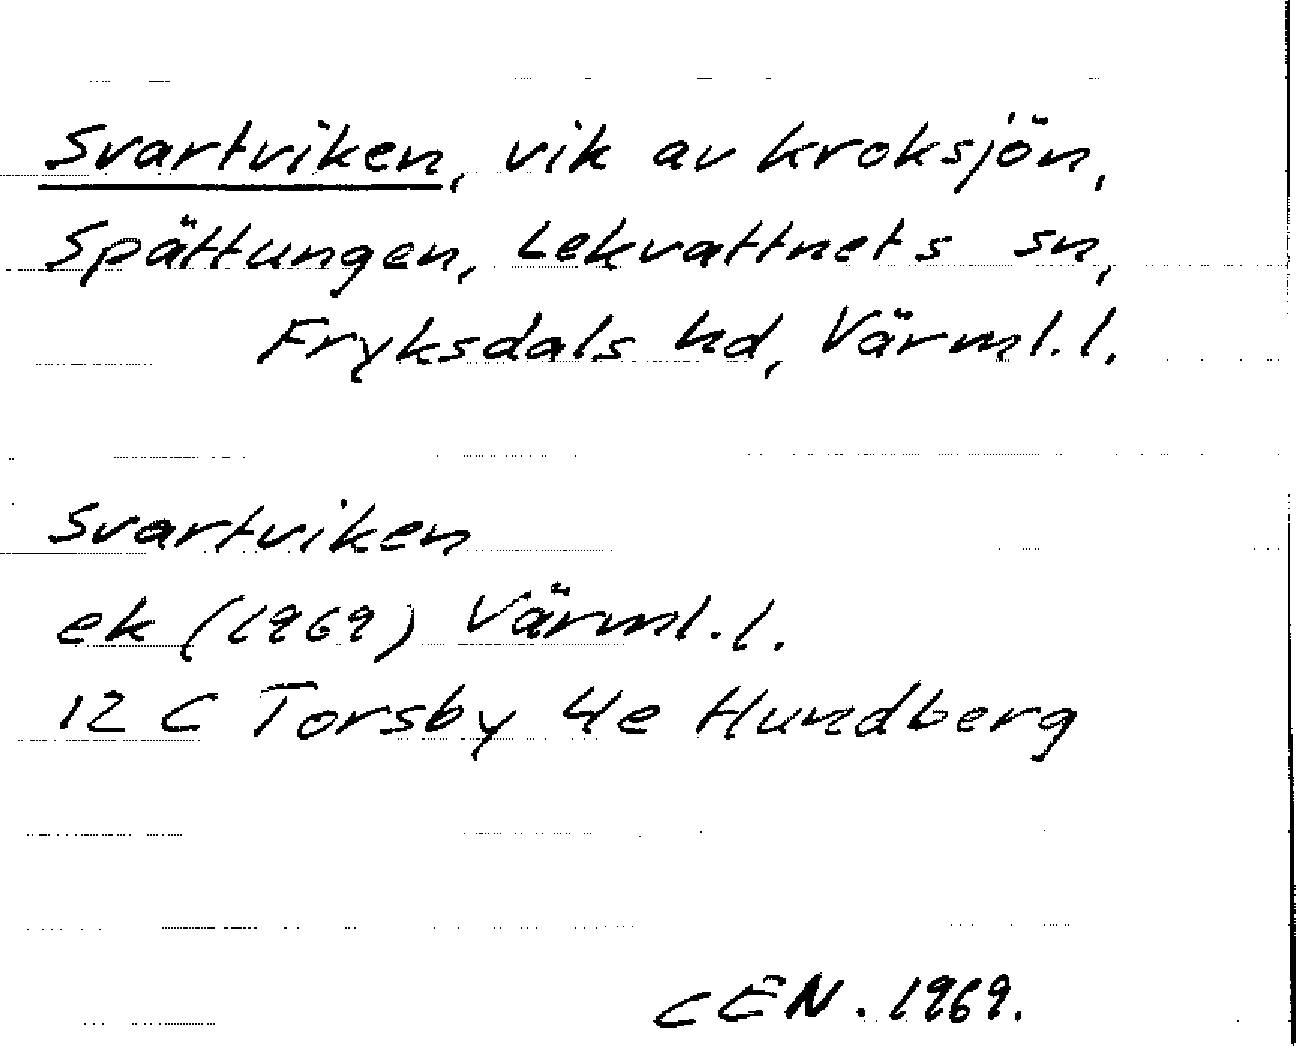 Svartviken, vik av Kroksjön,
Spättungen, Lekvattnets sn,
Fryksdals hd, Värml. l.
Svartviken
ek (1969) Värml. l.
12 C Torsby 4e Hundberg
CEN. 1969.